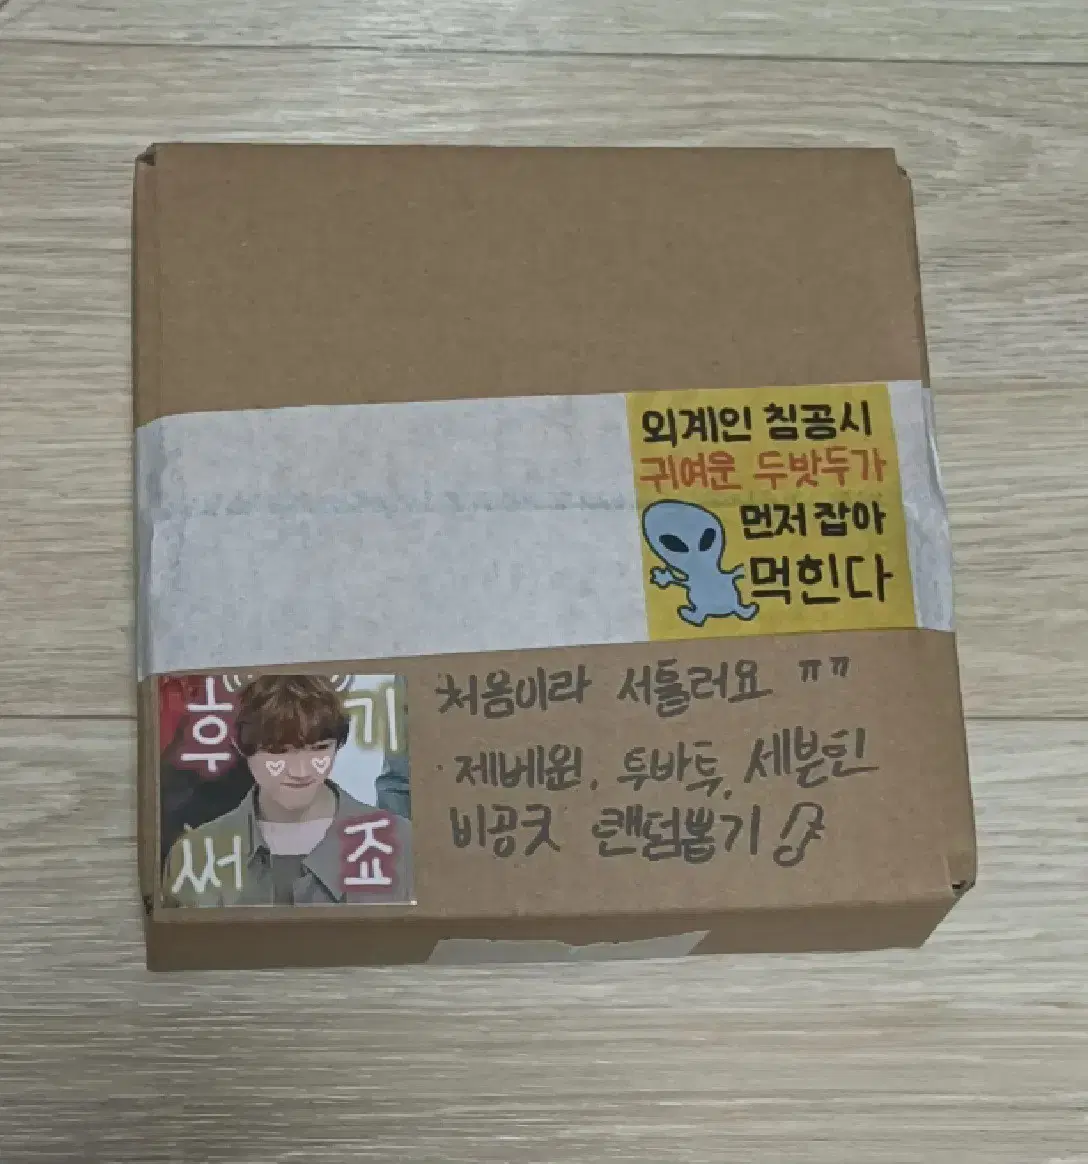 외계인 침공시
귀여운 두밧두가
먼저 잡아
먹힌다
후기
써죠
처음이라 서툴러요 ㅠㅠ
제베원, 투바투, 세븐틴
비공굿 랜덤뽑기